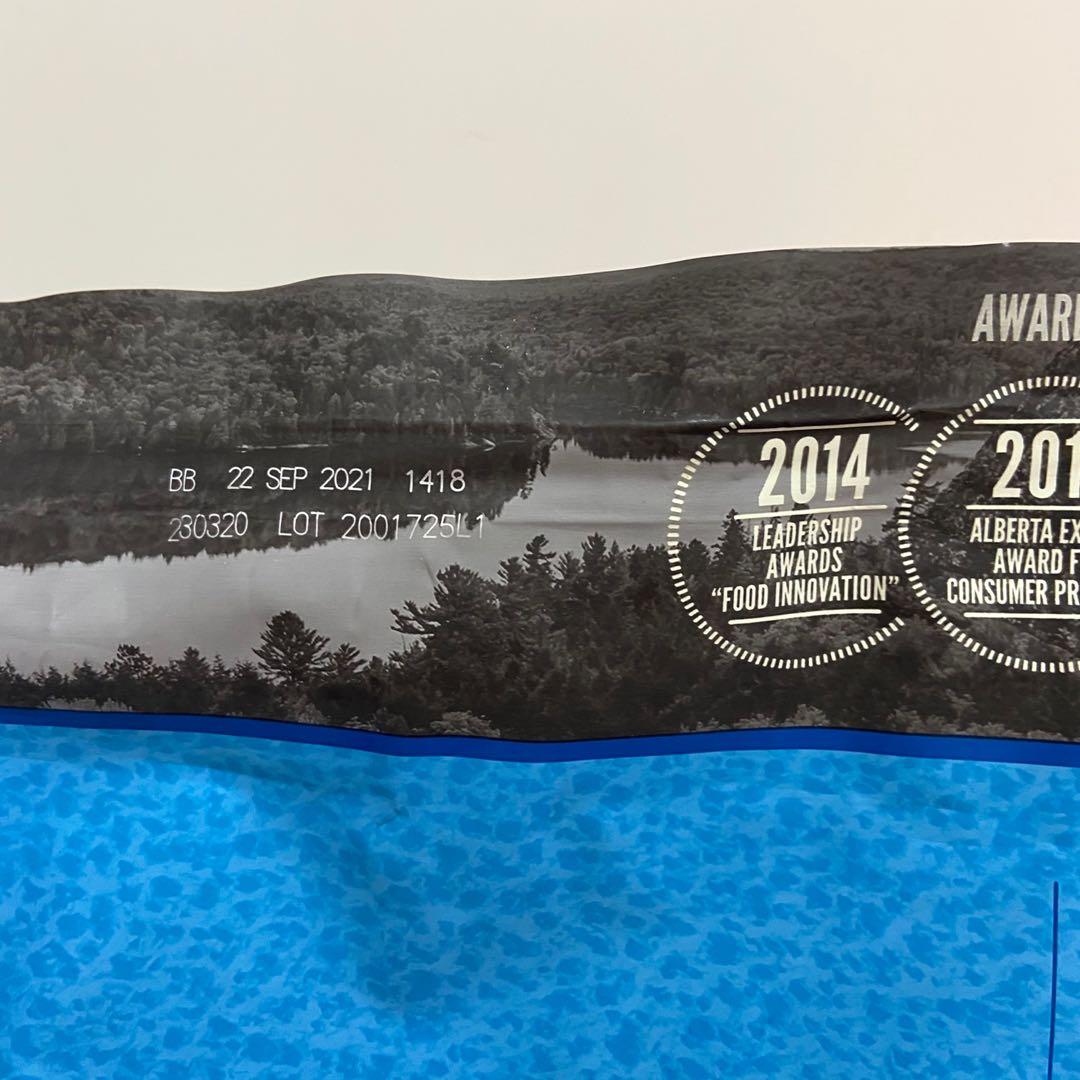 AWAR
BB 22 SEP 2021 1418
230320 LOT 2001725L1
2014
LEADERSHIP
AWARDS
“FOOD INNOVATION”
201
ALBERTA EX
AWARD F
CONSUMER PR